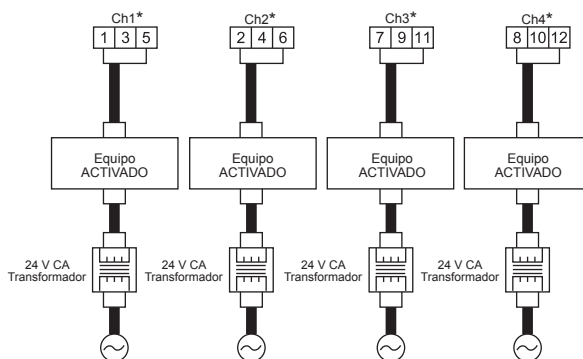 Ch1* Ch2* Ch3* Ch4*
1 3 5 2 4 6 7 9 11 8 10 12
Equipo Equipo Equipo Equipo
ACTIVADO ACTIVADO ACTIVADO ACTIVADO
24 V CA 24 V CA 24 V CA 24 V CA
Transformador Transformador Transformador Transformador